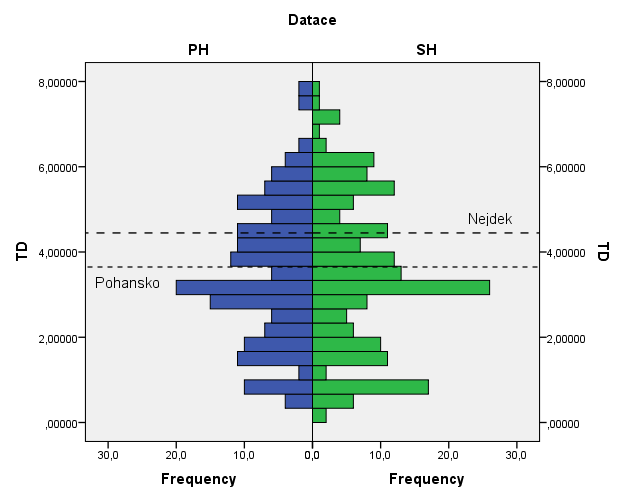 Datace
PH SH
8,00000 8,00000
6,00000 6,00000
Nejdek
TD 4,00000 4,00000 TD
Pohansko
2,00000 2,00000
,00000 ,00000
30,0 20,0 10,0 0,0 10,0 20,0 30,0
Frequency Frequency